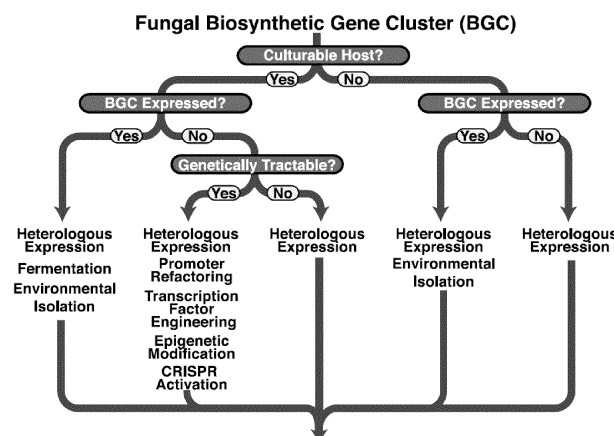 Fungal Biosynthetic Gene Cluster (BGC)
Culturable Host?
Yes
No
BGC Expressed?
BGC Expressed?
Yes
No
Yes
No
Genetically Tractable?
Yes
No
Heterologous
Expression
Fermentation
Environmental
Isolation
Heterologous
Expression
Promoter
Refactoring
Transcription
Factor
Engineering
Epigenetic
Modification
CRISPR
Activation
Heterologous
Expression
Heterologous
Expression
Environmental
Isolation
Heterologous
Expression